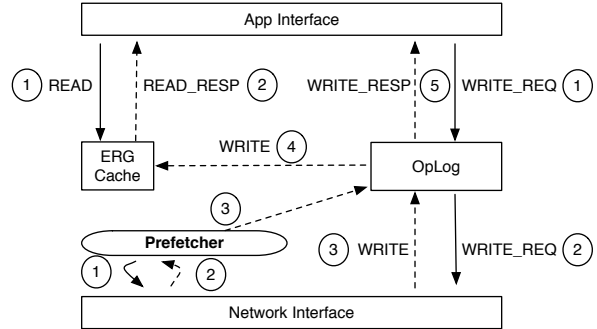 App Interface
1 READ READ_RESP 2 WRITE_RESP 5 WRITE_REQ 1
WRITE 4
ERG
Cache
OpLog
3
Prefetcher
1 2 3 WRITE WRITE_REQ 2
Network Interface